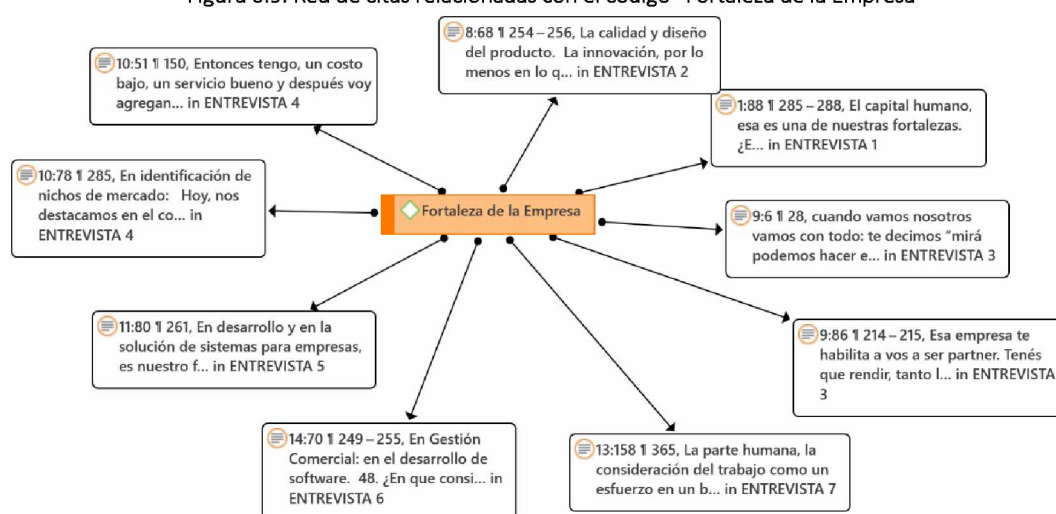 Figura 6.9. Red de citas relacionadas con el código "Fortaleza de la Empresa"
8:68 ¶ 254 – 256, La calidad y diseño
del producto. La innovación, por lo
menos en lo q... in ENTREVISTA 2
10:51 ¶ 150, Entonces tengo, un costo
bajo, un servicio bueno y después voy
agregan... in ENTREVISTA 4
1:88 ¶ 285 – 288, El capital humano,
esa es una de nuestras fortalezas.
¿E... in ENTREVISTA 1
10:78 ¶ 285, En identificación de
nichos de mercado: Hoy, nos
destacamos en el co... in
ENTREVISTA 4
Fortaleza de la Empresa
9:6 ¶ 28, cuando vamos nosotros
vamos con todo: te decimos "mirá
podemos hacer e... in ENTREVISTA 3
11:80 ¶ 261, En desarrollo y en la
solución de sistemas para empresas,
es nuestro f... in ENTREVISTA 5
9:86 ¶ 214 – 215, Esa empresa te
habilita a vos a ser partner. Tenés
que rendir, tanto l... in ENTREVISTA
3
14:70 ¶ 249 – 255, En Gestión
Comercial: en el desarrollo de
software. 48. ¿En que consi... in
ENTREVISTA 6
13:158 ¶ 365, La parte humana, la
consideración del trabajo como un
esfuerzo en un b... in ENTREVISTA 7